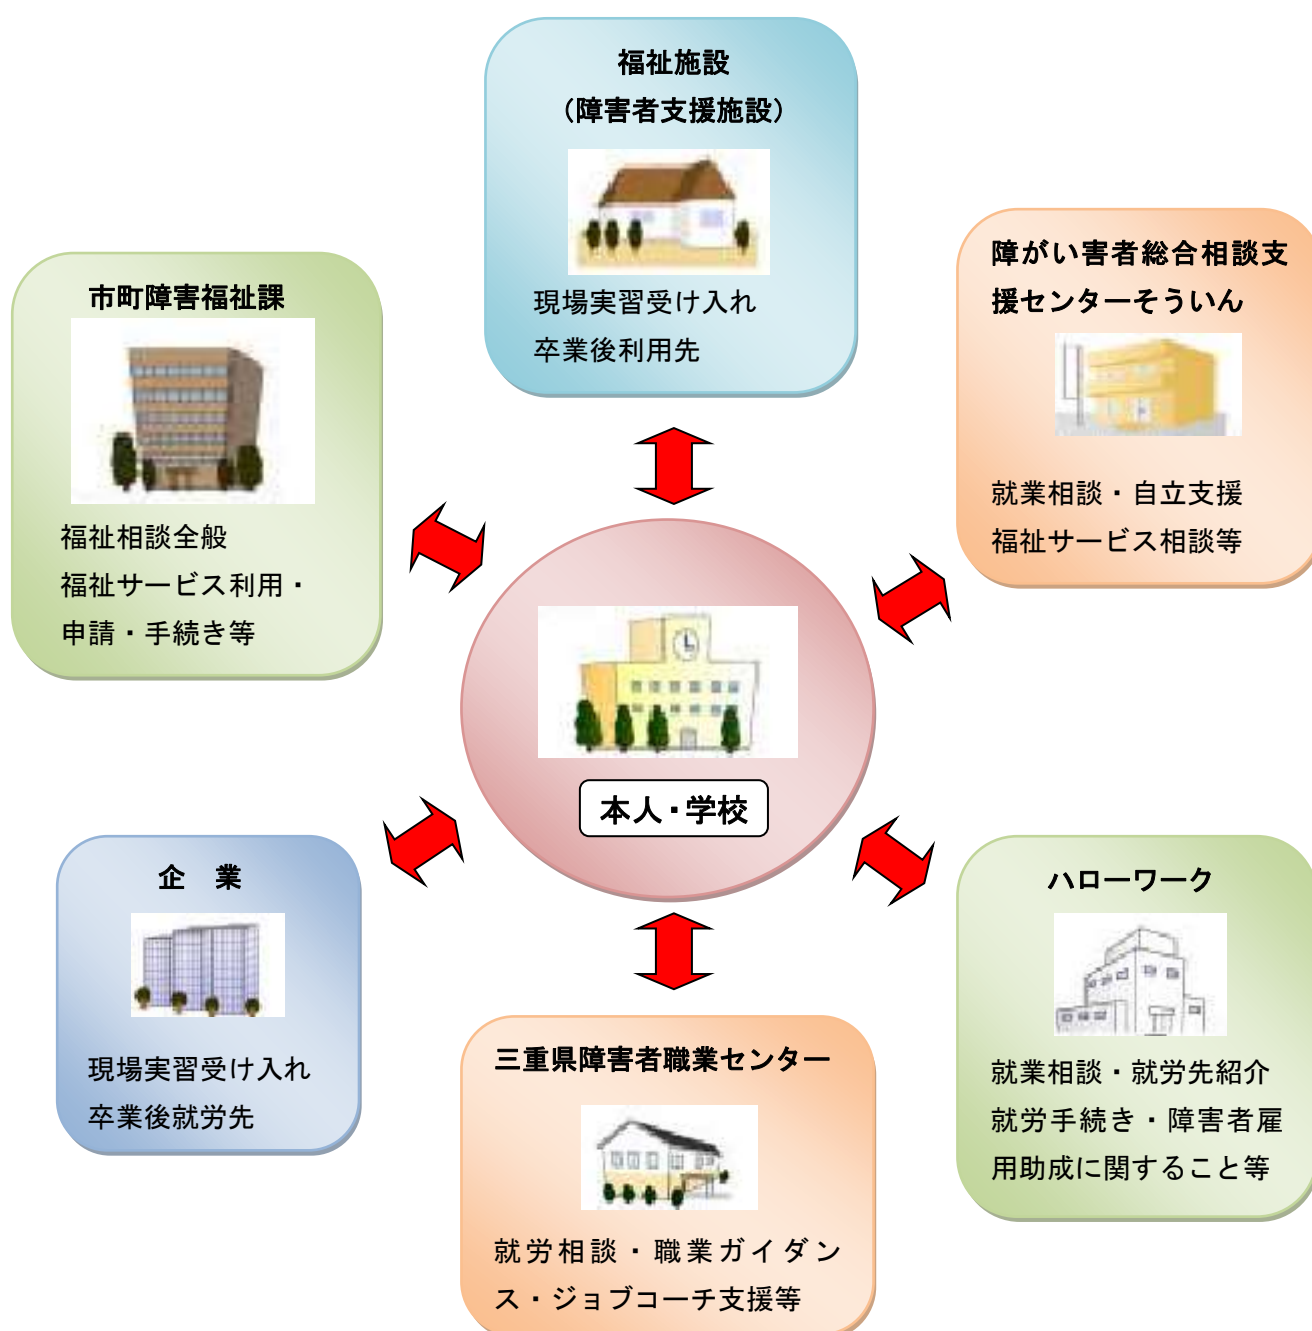 福祉施設
（障害者支援施設）
現場実習受け入れ
卒業後利用先
市町障害福祉課
福祉相談全般
福祉サービス利用・
申請・手続き等
障がい害者総合相談支
援センターそういん
就業相談・自立支援
福祉サービス相談等
本人・学校
企　業
現場実習受け入れ
卒業後就労先
三重県障害者職業センター
就労相談・職業ガイダン
ス・ジョブコーチ支援等
ハローワーク
就業相談・就労先紹介
就労手続き・障害者雇
用助成に関すること等